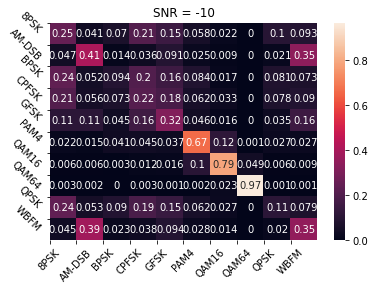 SNR = -10
8PSK 0.25 0.041 0.07 0.21 0.15 0.058 0.022 0 0.1 0.093
AM-DSB 0.047 0.41 0.014 0.036 0.091 0.025 0.009 0 0.021 0.35
BPSK 0.24 0.052 0.094 0.2 0.16 0.084 0.017 0 0.081 0.073
CPFSK 0.21 0.056 0.073 0.22 0.18 0.062 0.033 0 0.078 0.09
GFSK 0.11 0.11 0.045 0.16 0.32 0.046 0.016 0 0.035 0.16
PAM4 0.022 0.015 0.041 0.045 0.037 0.67 0.12 0.001 0.027 0.027
QAM16 0.006 0.006 0.003 0.012 0.016 0.1 0.79 0.049 0.006 0.009
QAM64 0.003 0.002 0 0.003 0.001 0.002 0.023 0.97 0.001 0.001
QPSK 0.24 0.053 0.09 0.19 0.15 0.062 0.027 0 0.11 0.079
WBFM 0.045 0.39 0.023 0.038 0.094 0.028 0.014 0 0.02 0.35
8PSK AM-DSB BPSK CPFSK GFSK PAM4 QAM16 QAM64 QPSK WBFM
0.8
0.6
0.4
0.2
0.0